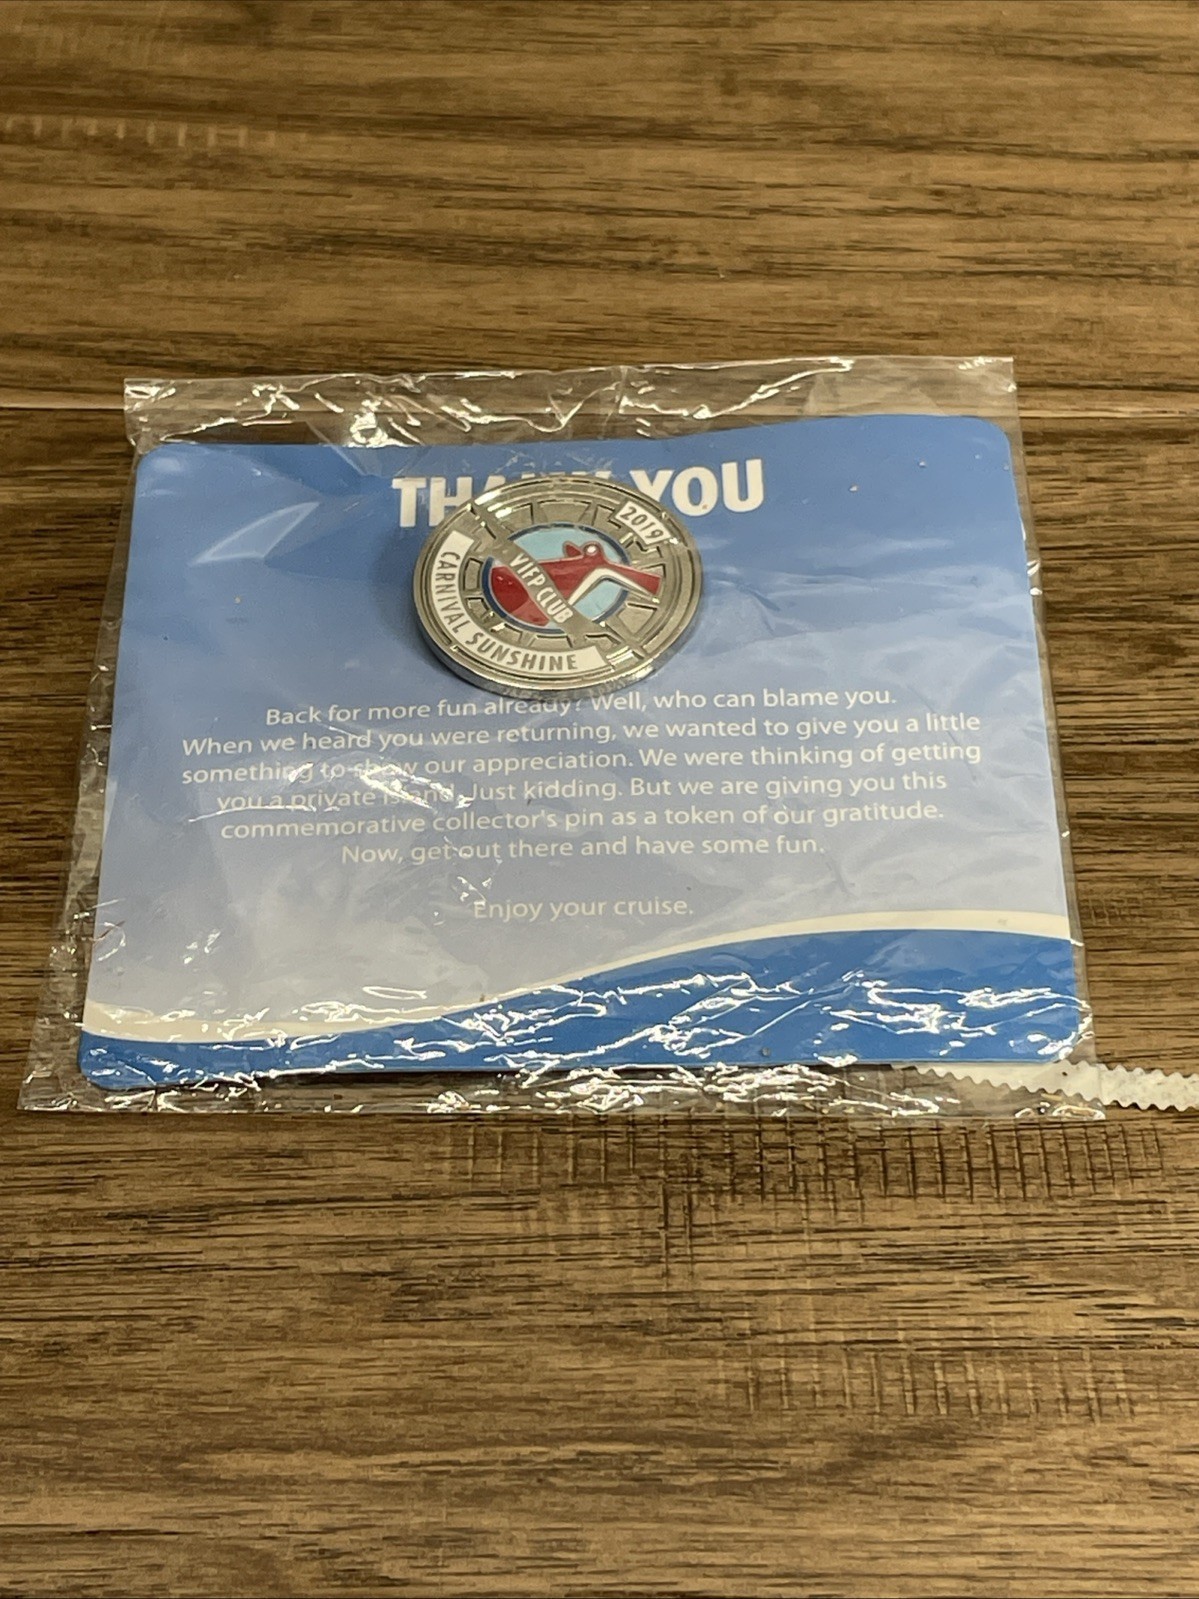 THANK YOU
2019
VIFP CLUB
CARNIVAL SUNSHINE
Back for more fun already? Well, who can blame you.
When we heard you were returning, we wanted to give you a little
something to show our appreciation. We were thinking of getting
you a private island. Just kidding. But we are giving you this
commemorative collector's pin as a token of our gratitude.
Now, get out there and have some fun.
Enjoy your cruise.